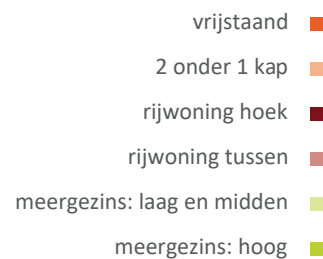 vrijstaand
2 onder 1 kap
rijwoning hoek
rijwoning tussen
meergezins: laag en midden
meergezins: hoog